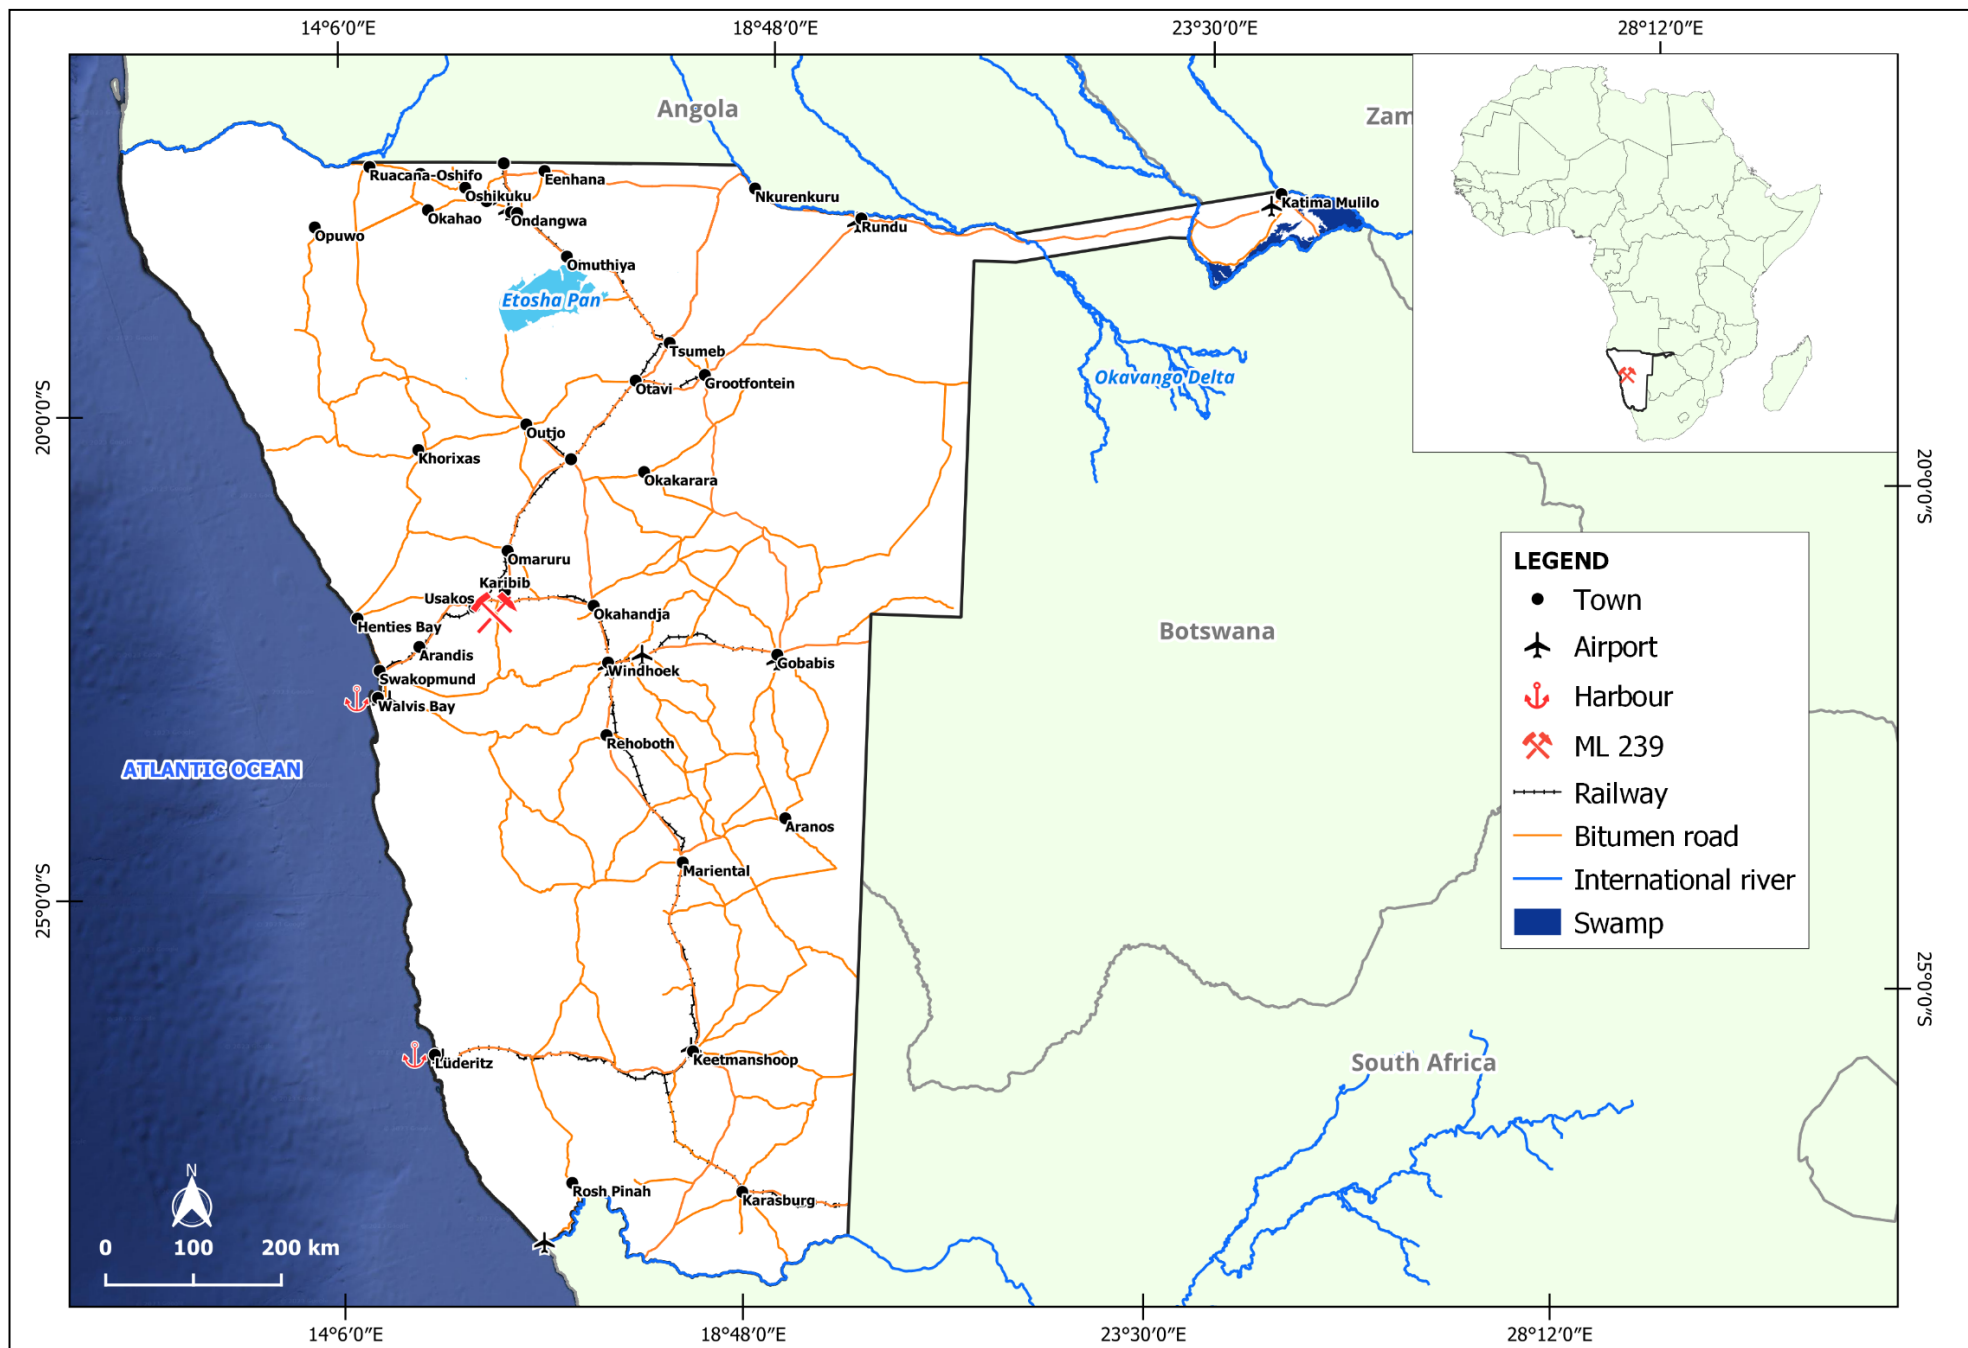 14°6′0″E
18°48′0″E
23°30′0″E
28°12′0″E
Angola
Zam
Ruacana-Oshifo
Eenhana
Oshikuku
Nkurenkuru
Katima Mulilo
Okahao
Ondangwa
Rundu
Opuwo
Omuthiya
Etosha Pan
Tsumeb
Otavi
Grootfontein
Okavango Delta
20°0′0″S
Outjo
Khorixas
Okakarara
20°0′0″S
Omaruru
Karibib
Usakos
Okahandja
Henties Bay
Arandis
Windhoek
Gobabis
Swakopmund
Walvis Bay
Botswana
LEGEND
Town
Airport
Harbour
ML 239
Railway
Bitumen road
International river
Swamp
Rehoboth
ATLANTIC OCEAN
Aranos
Mariental
25°0′0″S
25°0′0″S
Lüderitz
Keetmanshoop
South Africa
Rosh Pinah
Karasburg
N
0 100 200 km
14°6′0″E
18°48′0″E
23°30′0″E
28°12′0″E